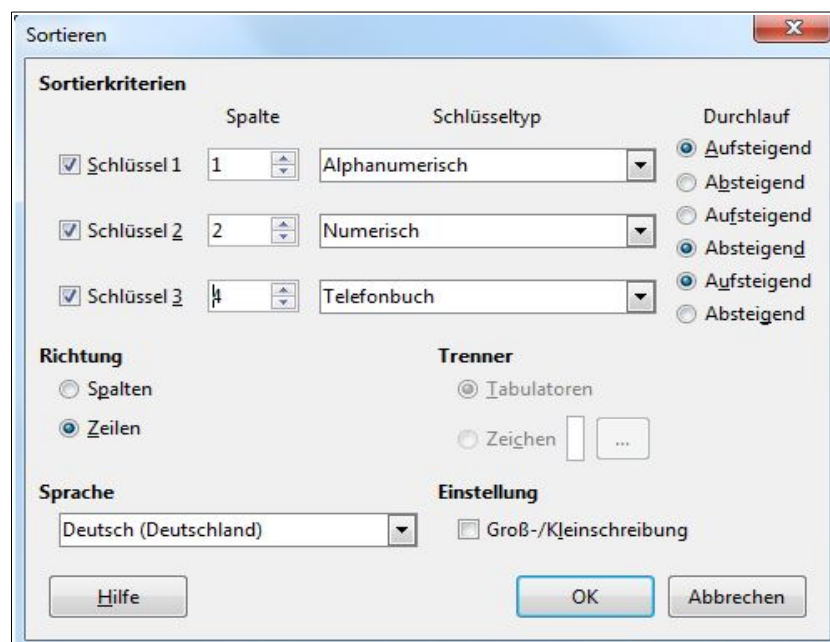 Sortieren
Sortierkriterien
Spalte Schlüsseltyp Durchlauf
Schlüssel 1 1 Alphanumerisch Aufsteigend
Absteigend
Schlüssel 2 2 Numerisch Aufsteigend
Absteigend
Schlüssel 3 4 Telefonbuch Aufsteigend
Absteigend
Richtung Trenner
Spalten Tabulatoren
Zeilen Zeichen ...
Sprache Einstellung
Deutsch (Deutschland) Groß-/Kleinschreibung
Hilfe OK Abbrechen